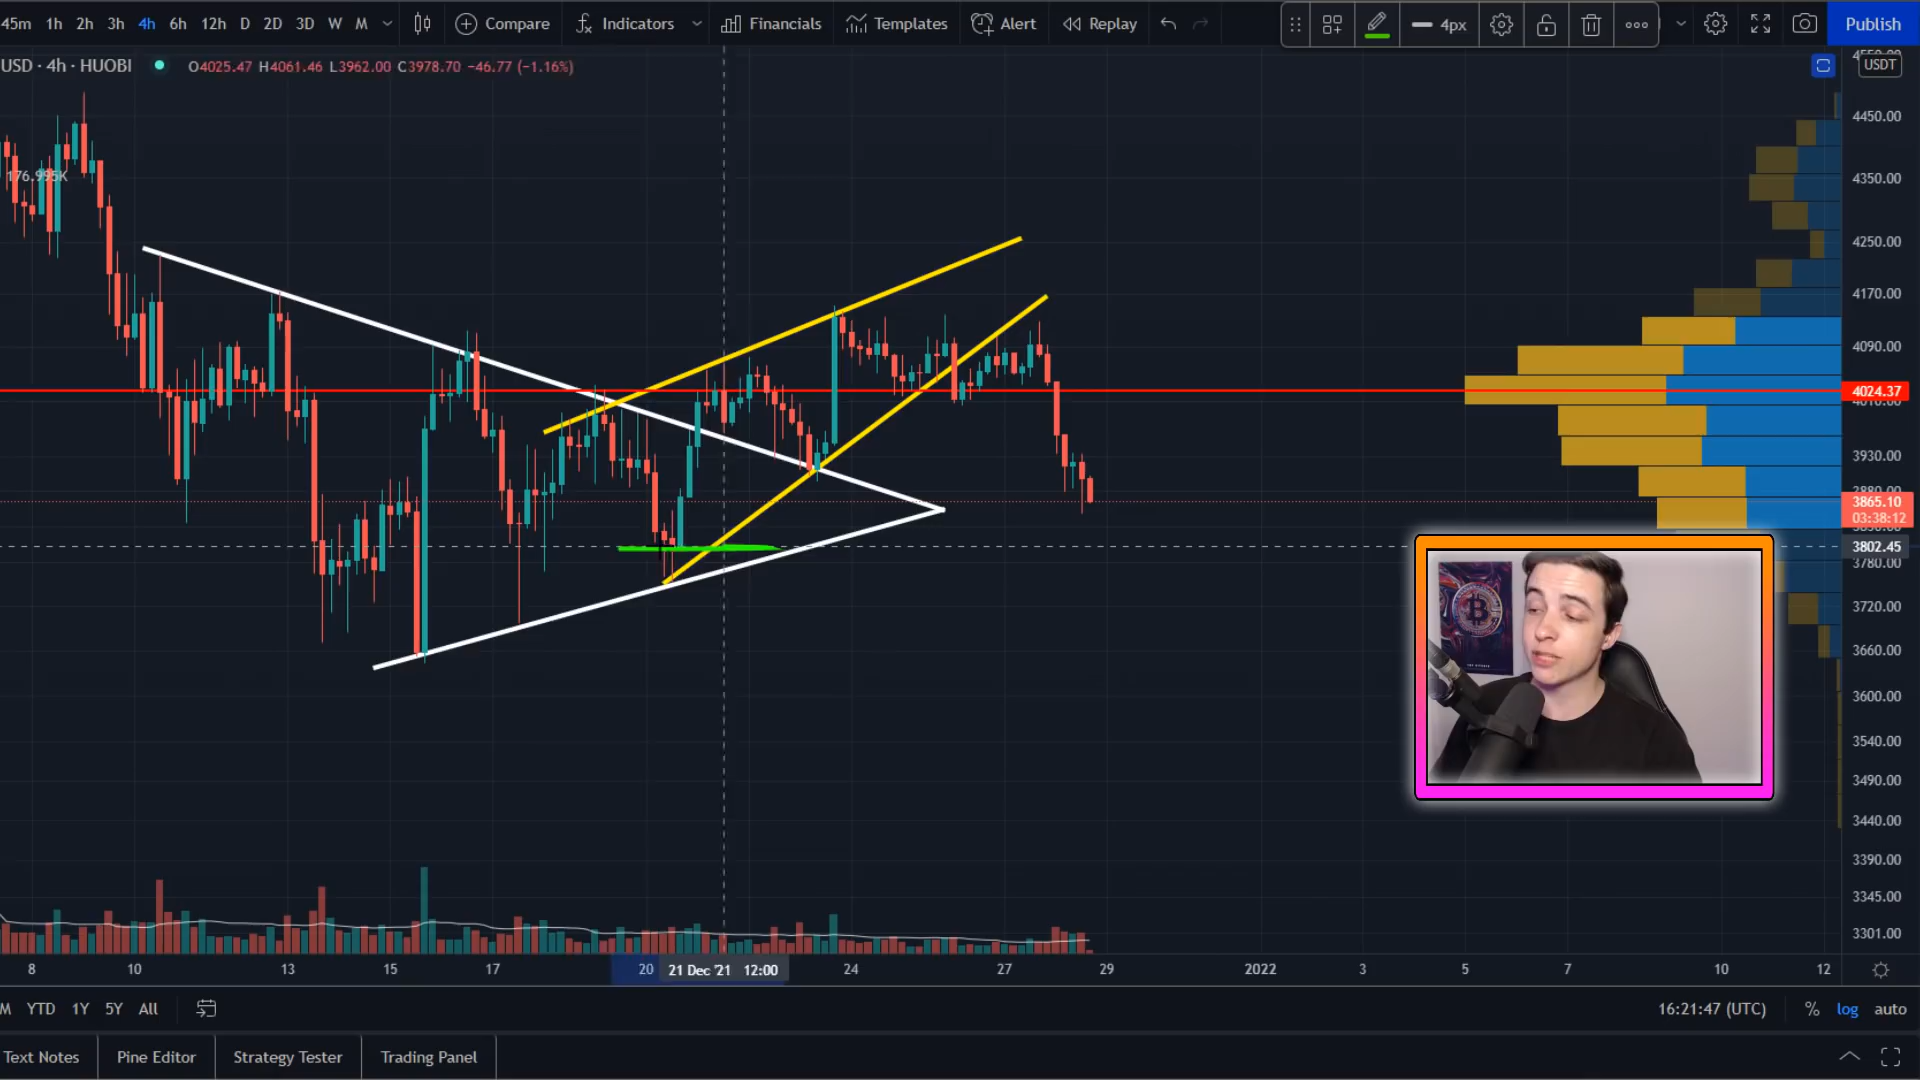 45m 1h 2h 3h 4h 6h 12h D 2D 3D W M Compare Indicators Financials Templates Alert Replay 4px Publish
USD · 4h · HUOBI O4025.47 H4061.46 L3962.00 C3978.70 −46.77 (−1.16%)
USDT
176.995K
4450.00
4350.00
4250.00
4170.00
4090.00
4024.37
3930.00
3865.10
03:38:12
3802.45
3780.00
3720.00
3660.00
3600.00
3540.00
3490.00
3440.00
3390.00
3345.00
3301.00
8 10 13 15 17 20 21 Dec '21 12:00 24 27 29 2022 3 5 7 10 12
M YTD 1Y 5Y All 16:21:47 (UTC) % log auto
Text Notes Pine Editor Strategy Tester Trading Panel